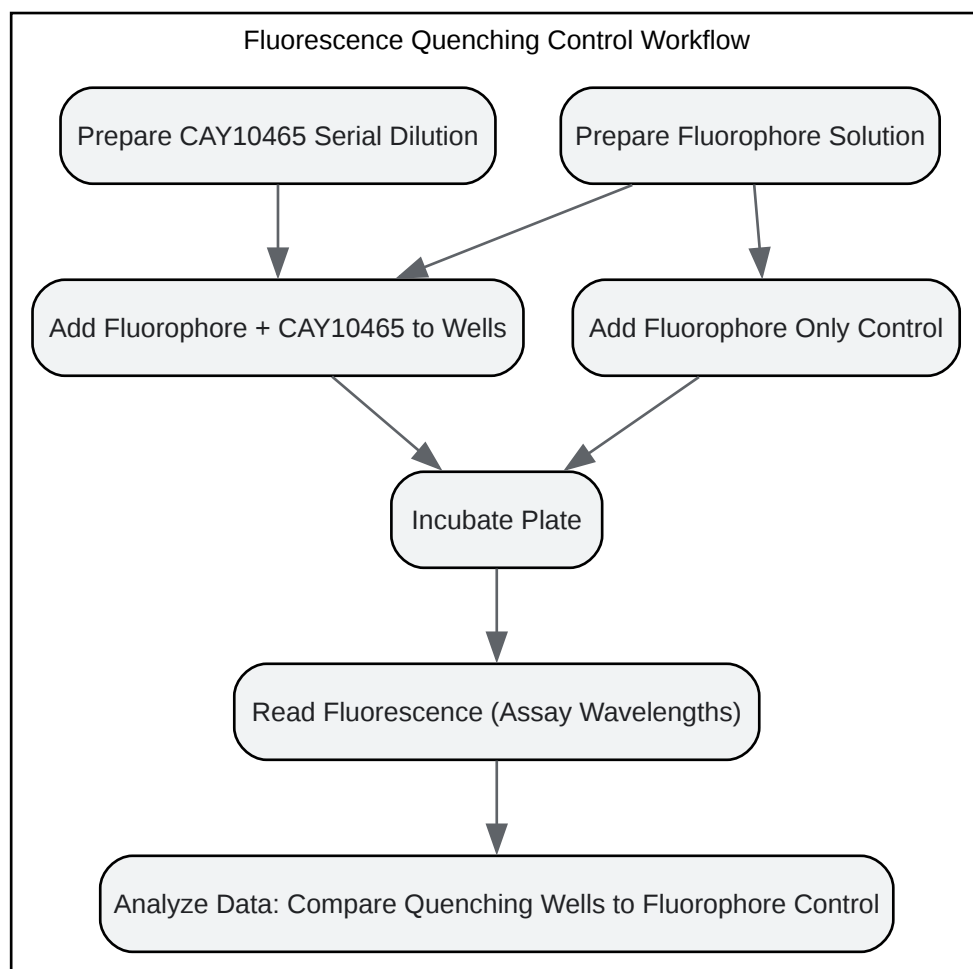 Fluorescence Quenching Control Workflow
Prepare CAY10465 Serial Dilution
Prepare Fluorophore Solution
Add Fluorophore + CAY10465 to Wells
Add Fluorophore Only Control
Incubate Plate
Read Fluorescence (Assay Wavelengths)
Analyze Data: Compare Quenching Wells to Fluorophore Control